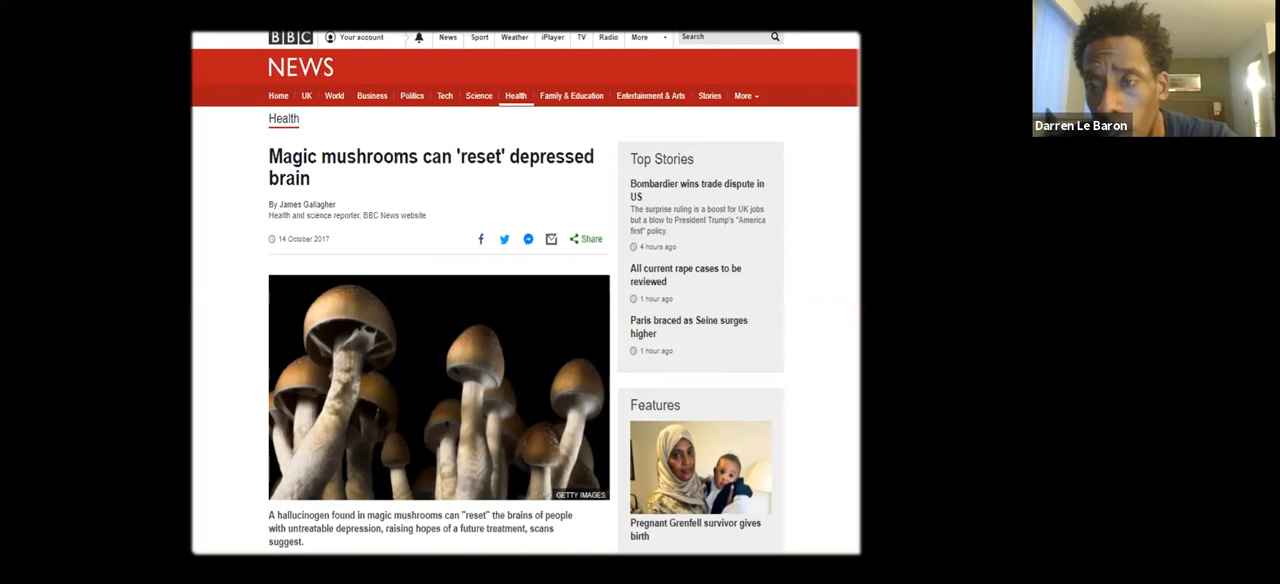 BBC
Your account
News
Sport
Weather
iPlayer
TV
Radio
More
Search
NEWS
Home
UK
World
Business
Politics
Tech
Science
Health
Family & Education
Entertainment & Arts
Stories
More
Health
Magic mushrooms can 'reset' depressed
brain
By James Gallagher
Health and science reporter, BBC News website
14 October 2017
Share
GETTY IMAGES
A hallucinogen found in magic mushrooms can "reset" the brains of people
with untreatable depression, raising hopes of a future treatment, scans
suggest.
Top Stories
Bombardier wins trade dispute in
US
The surprise ruling is a boost for UK jobs
but a blow to President Trump's "America
first" policy.
4 hours ago
All current rape cases to be
reviewed
1 hour ago
Paris braced as Seine surges
higher
1 hour ago
Features
Pregnant Grenfell survivor gives
birth
Darren Le Baron